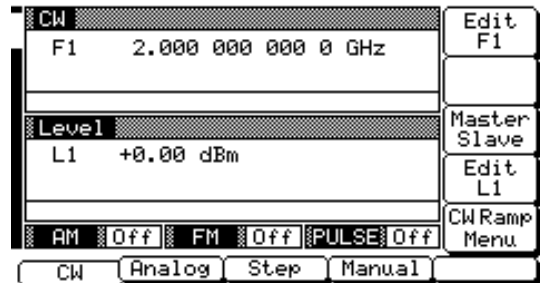 CW
F1 2.000 000 000 0 GHz
Level
L1 +0.00 dBm
AM Off FM Off PULSE Off
CW Analog Step Manual
Edit
F1
Master
Slave
Edit
L1
CW Ramp
Menu